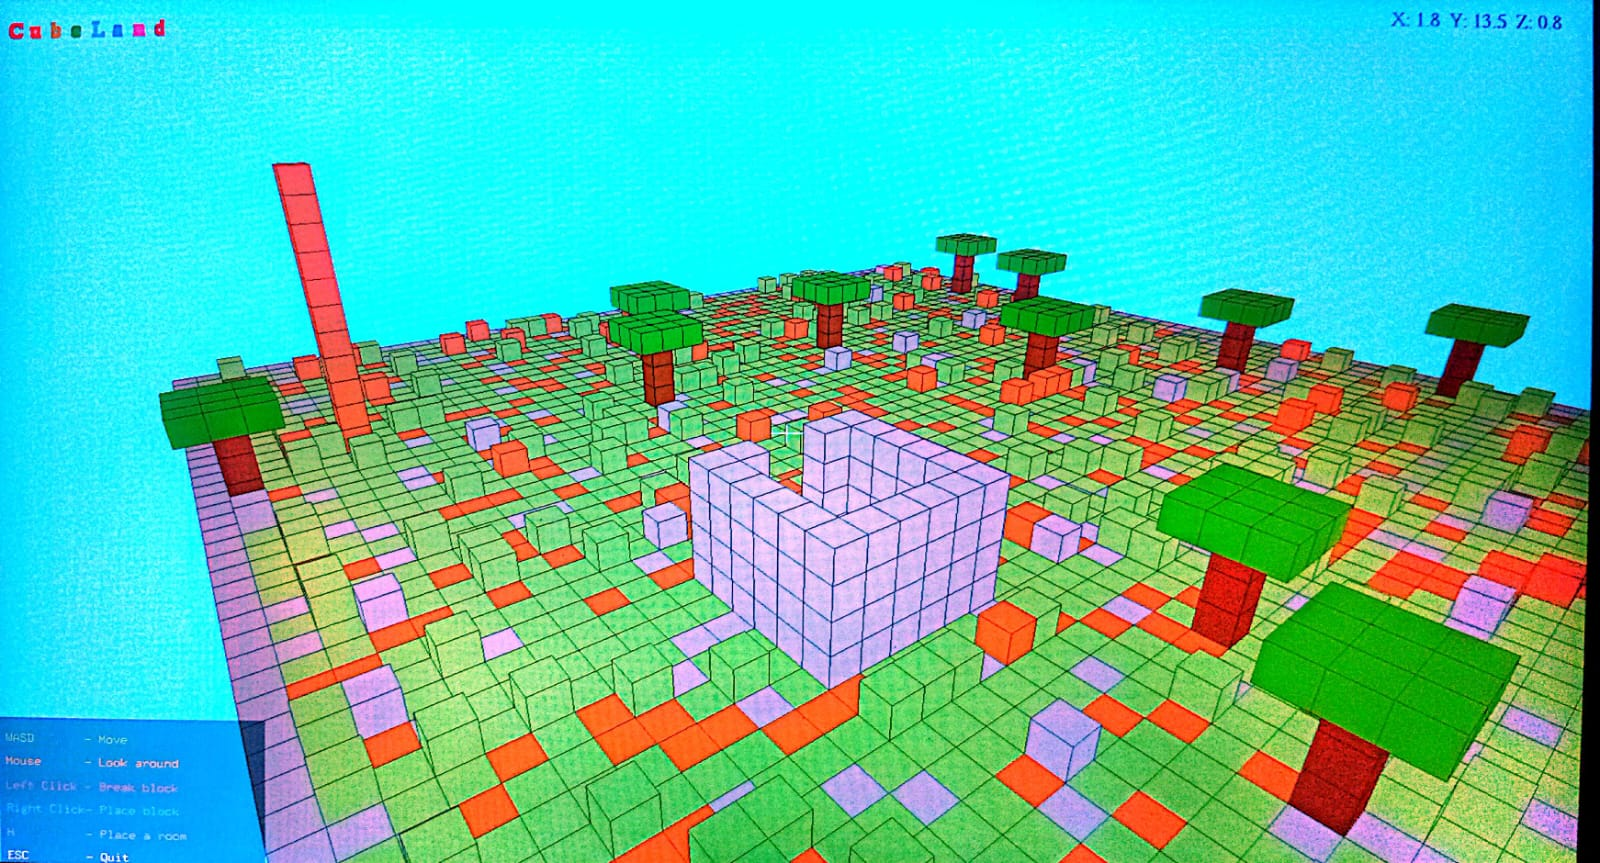 CubeLand
X: 1.8 Y: 13.5 Z: 0.8
WASD - Move
Mouse - Look around
Left Click - Break block
Right Click- Place block
H - Place a room
ESC - Quit